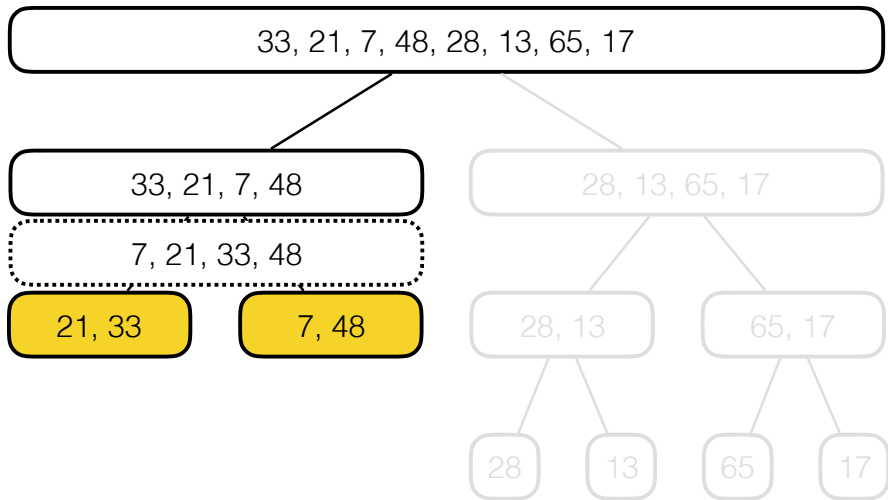 33, 21, 7, 48, 28, 13, 65, 17
33, 21, 7, 48
28, 13, 65, 17
7, 21, 33, 48
21, 33
7, 48
28, 13
65, 17
28
13
65
17